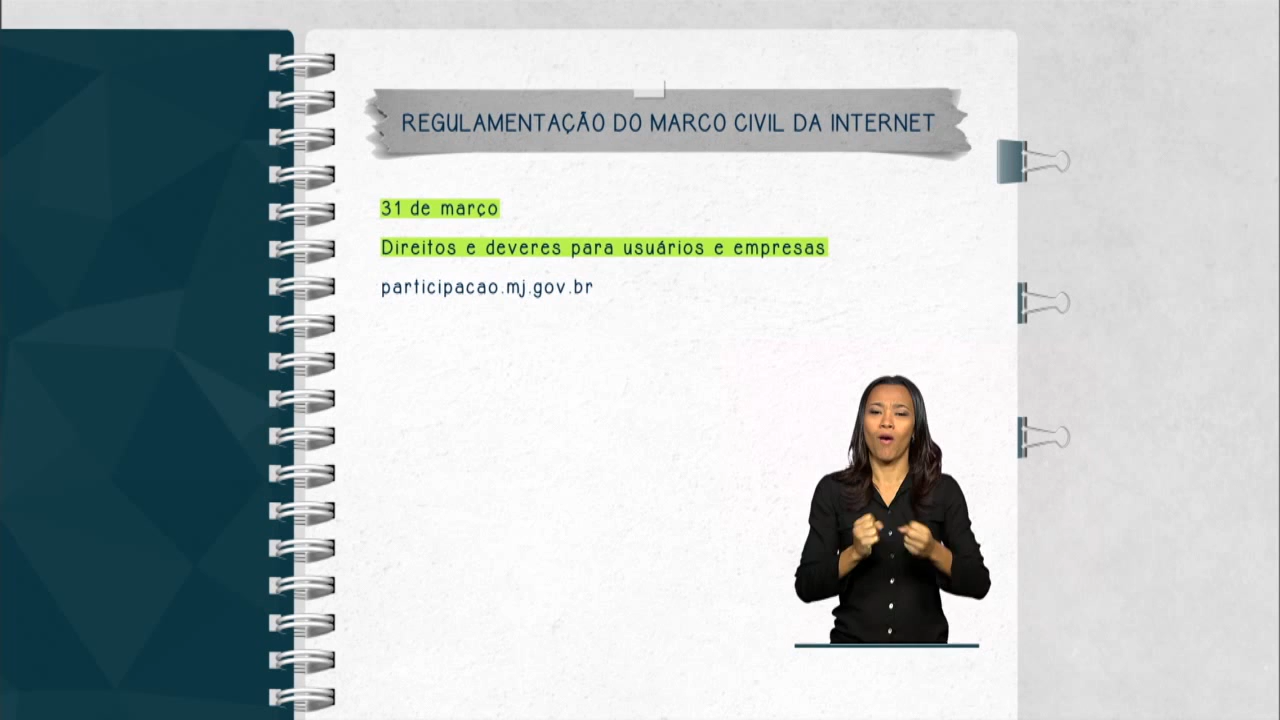 REGULAMENTAÇÃO DO MARCO CIVIL DA INTERNET
31 de março
Direitos e deveres para usuários e empresas
participacao.mj.gov.br